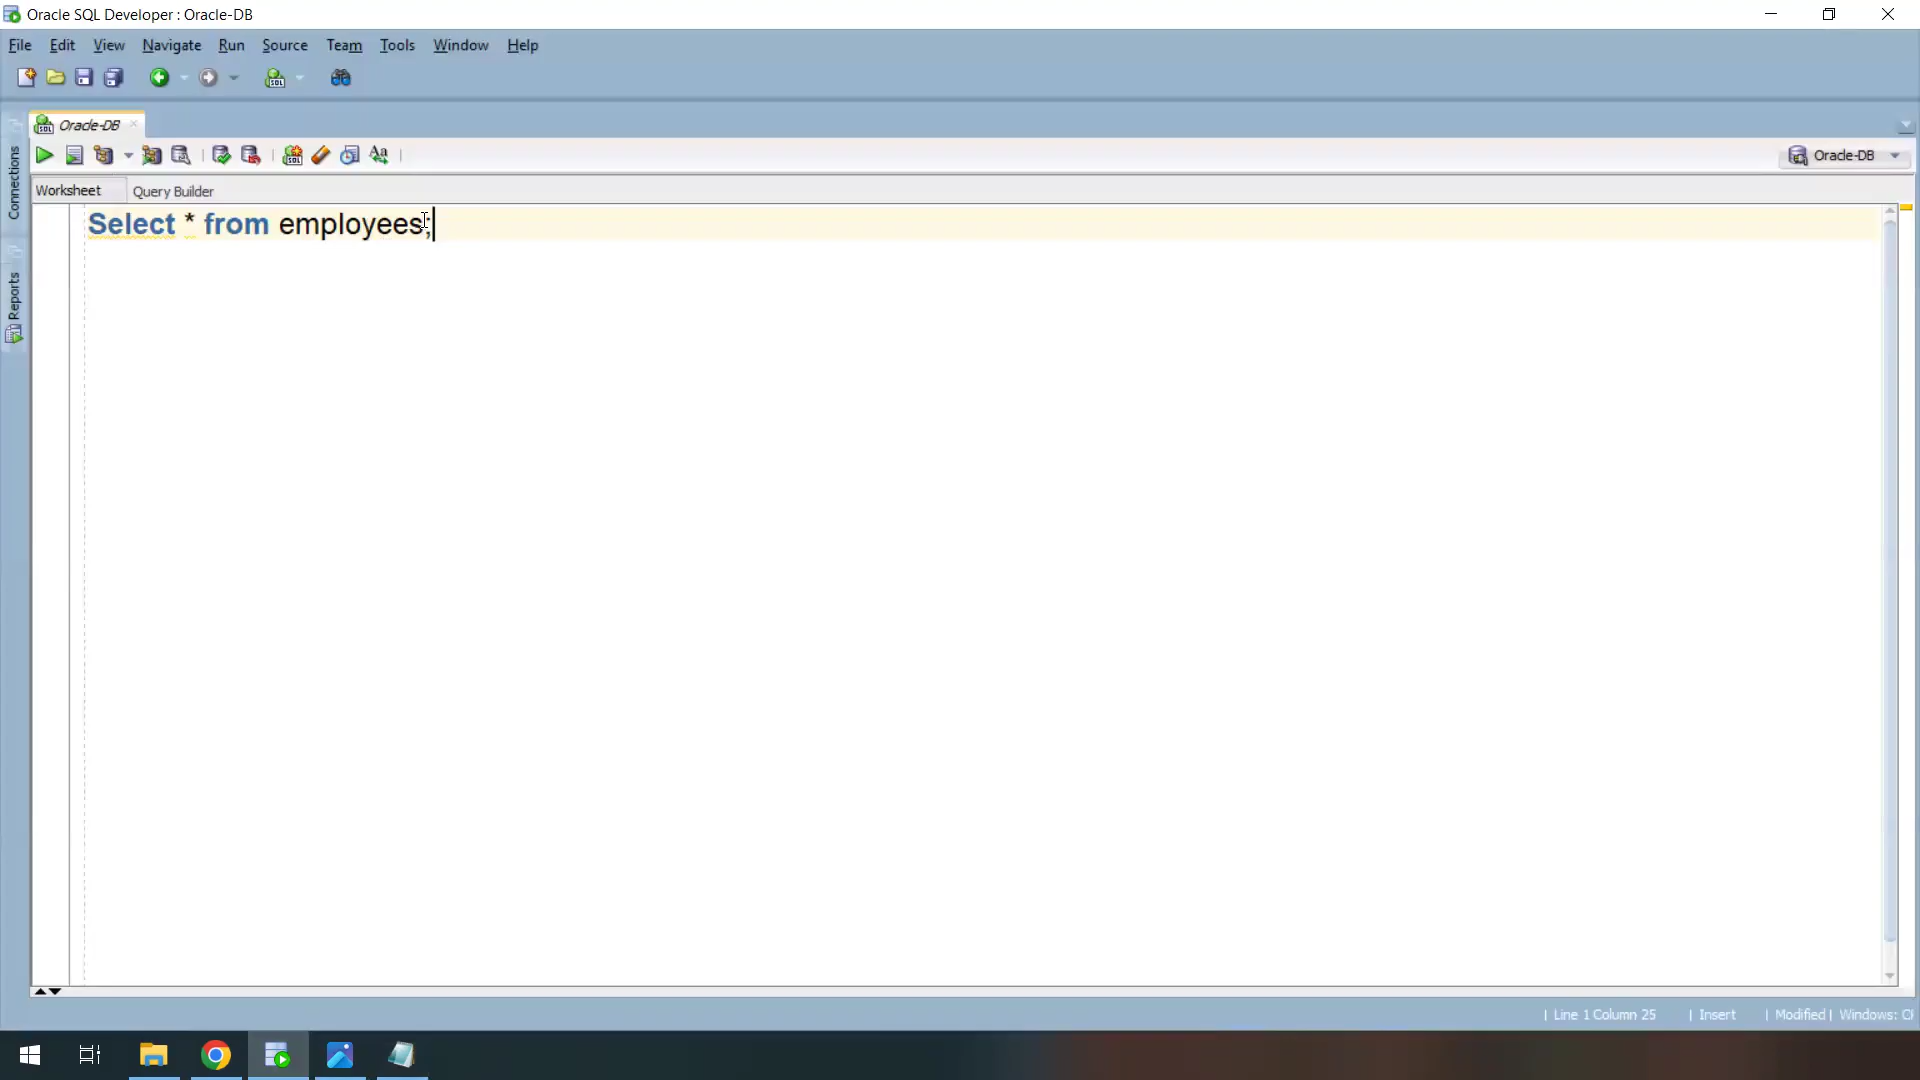 Oracle SQL Developer : Oracle-DB
File Edit View Navigate Run Source Team Tools Window Help
Oracle-DB
Oracle-DB
Worksheet Query Builder
Connections
Reports
Select * from employees;
| Line 1 Column 25 | Insert | Modified | Windows: CR